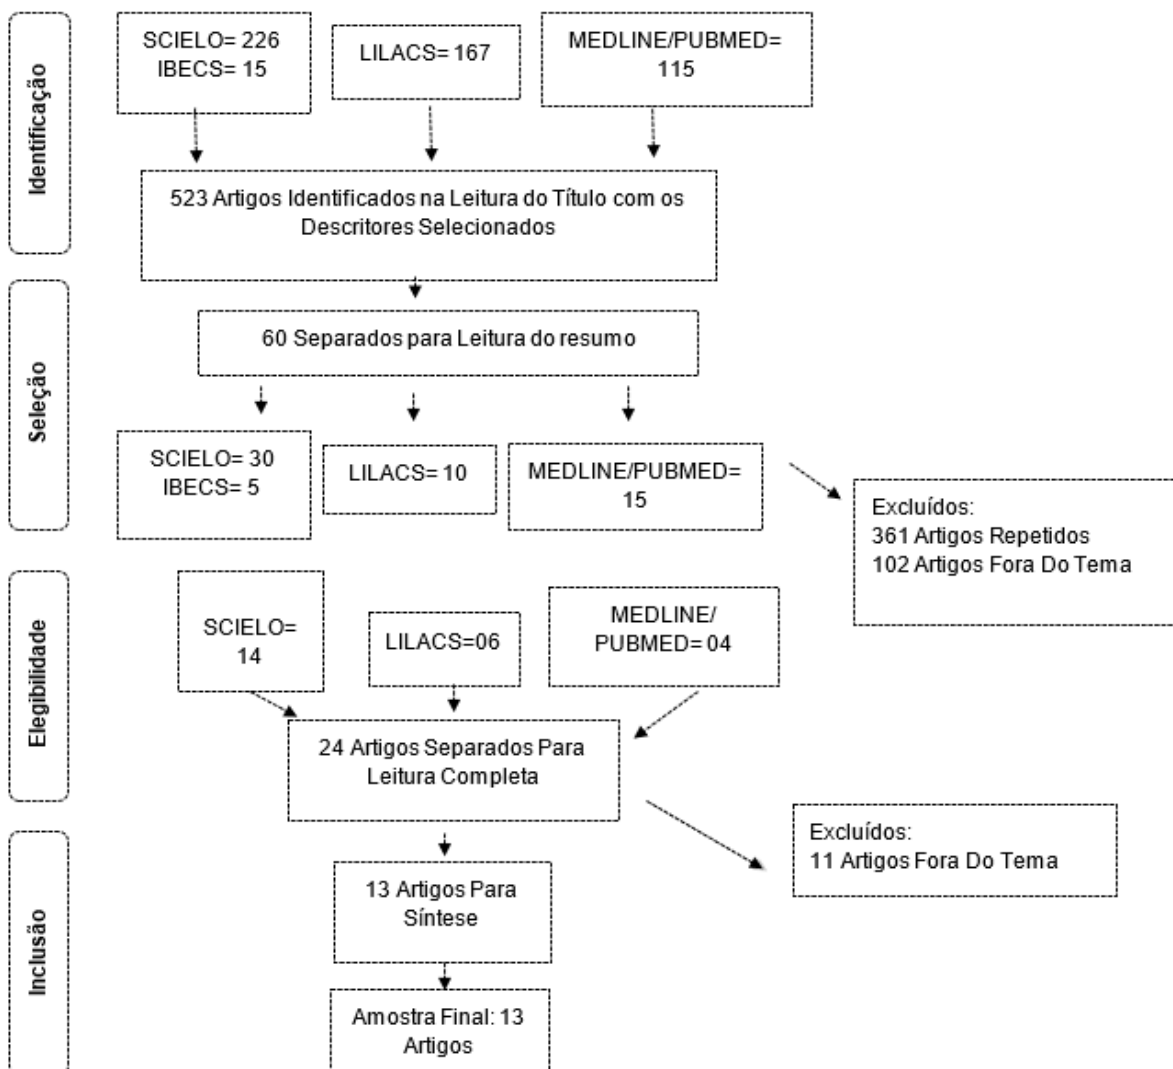 Identificação
SCIELO= 226
IBECS= 15
LILACS= 167
MEDLINE/PUBMED=
115
523 Artigos Identificados na Leitura do Título com os
Descritores Selecionados
Seleção
60 Separados para Leitura do resumo
SCIELO= 30
IBECS= 5
LILACS= 10
MEDLINE/PUBMED=
15
Excluídos:
361 Artigos Repetidos
102 Artigos Fora Do Tema
Elegibilidade
SCIELO=
14
LILACS=06
MEDLINE/
PUBMED= 04
24 Artigos Separados Para
Leitura Completa
Excluídos:
11 Artigos Fora Do Tema
Inclusão
13 Artigos Para
Síntese
Amostra Final: 13
Artigos